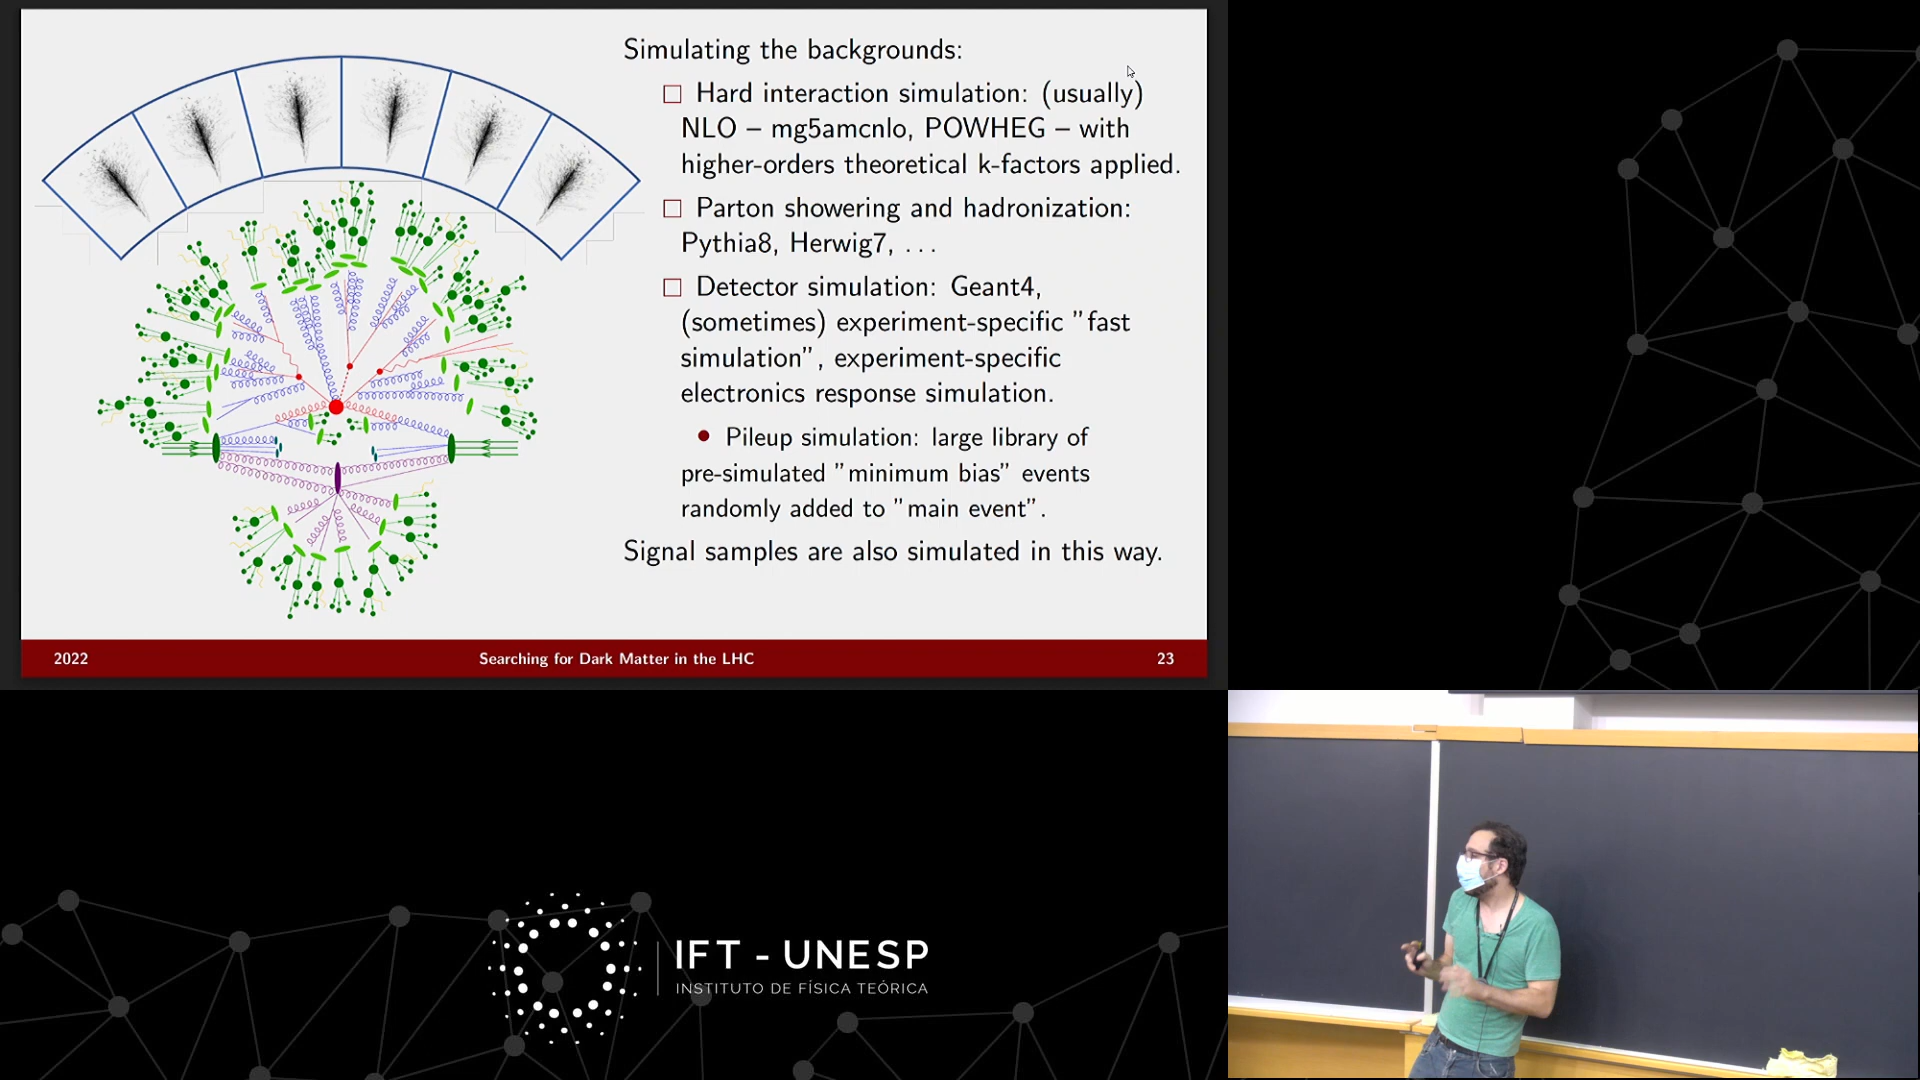 Simulating the backgrounds:
Hard interaction simulation: (usually)
NLO – mg5amcnlo, POWHEG – with
higher-orders theoretical k-factors applied.
Parton showering and hadronization:
Pythia8, Herwig7, ...
Detector simulation: Geant4,
(sometimes) experiment-specific "fast
simulation", experiment-specific
electronics response simulation.
Pileup simulation: large library of
pre-simulated "minimum bias" events
randomly added to "main event".
Signal samples are also simulated in this way.
2022 Searching for Dark Matter in the LHC 23
IFT - UNESP
INSTITUTO DE FÍSICA TEÓRICA